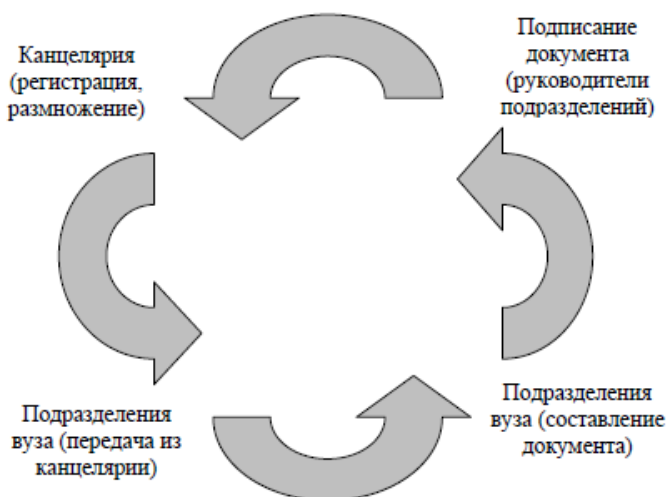 Канцелярия
(регистрация,
размножение)
Подписание
документа
(руководители
подразделений)
Подразделения
вуза (передача из
канцелярии)
Подразделения
вуза (составление
документа)